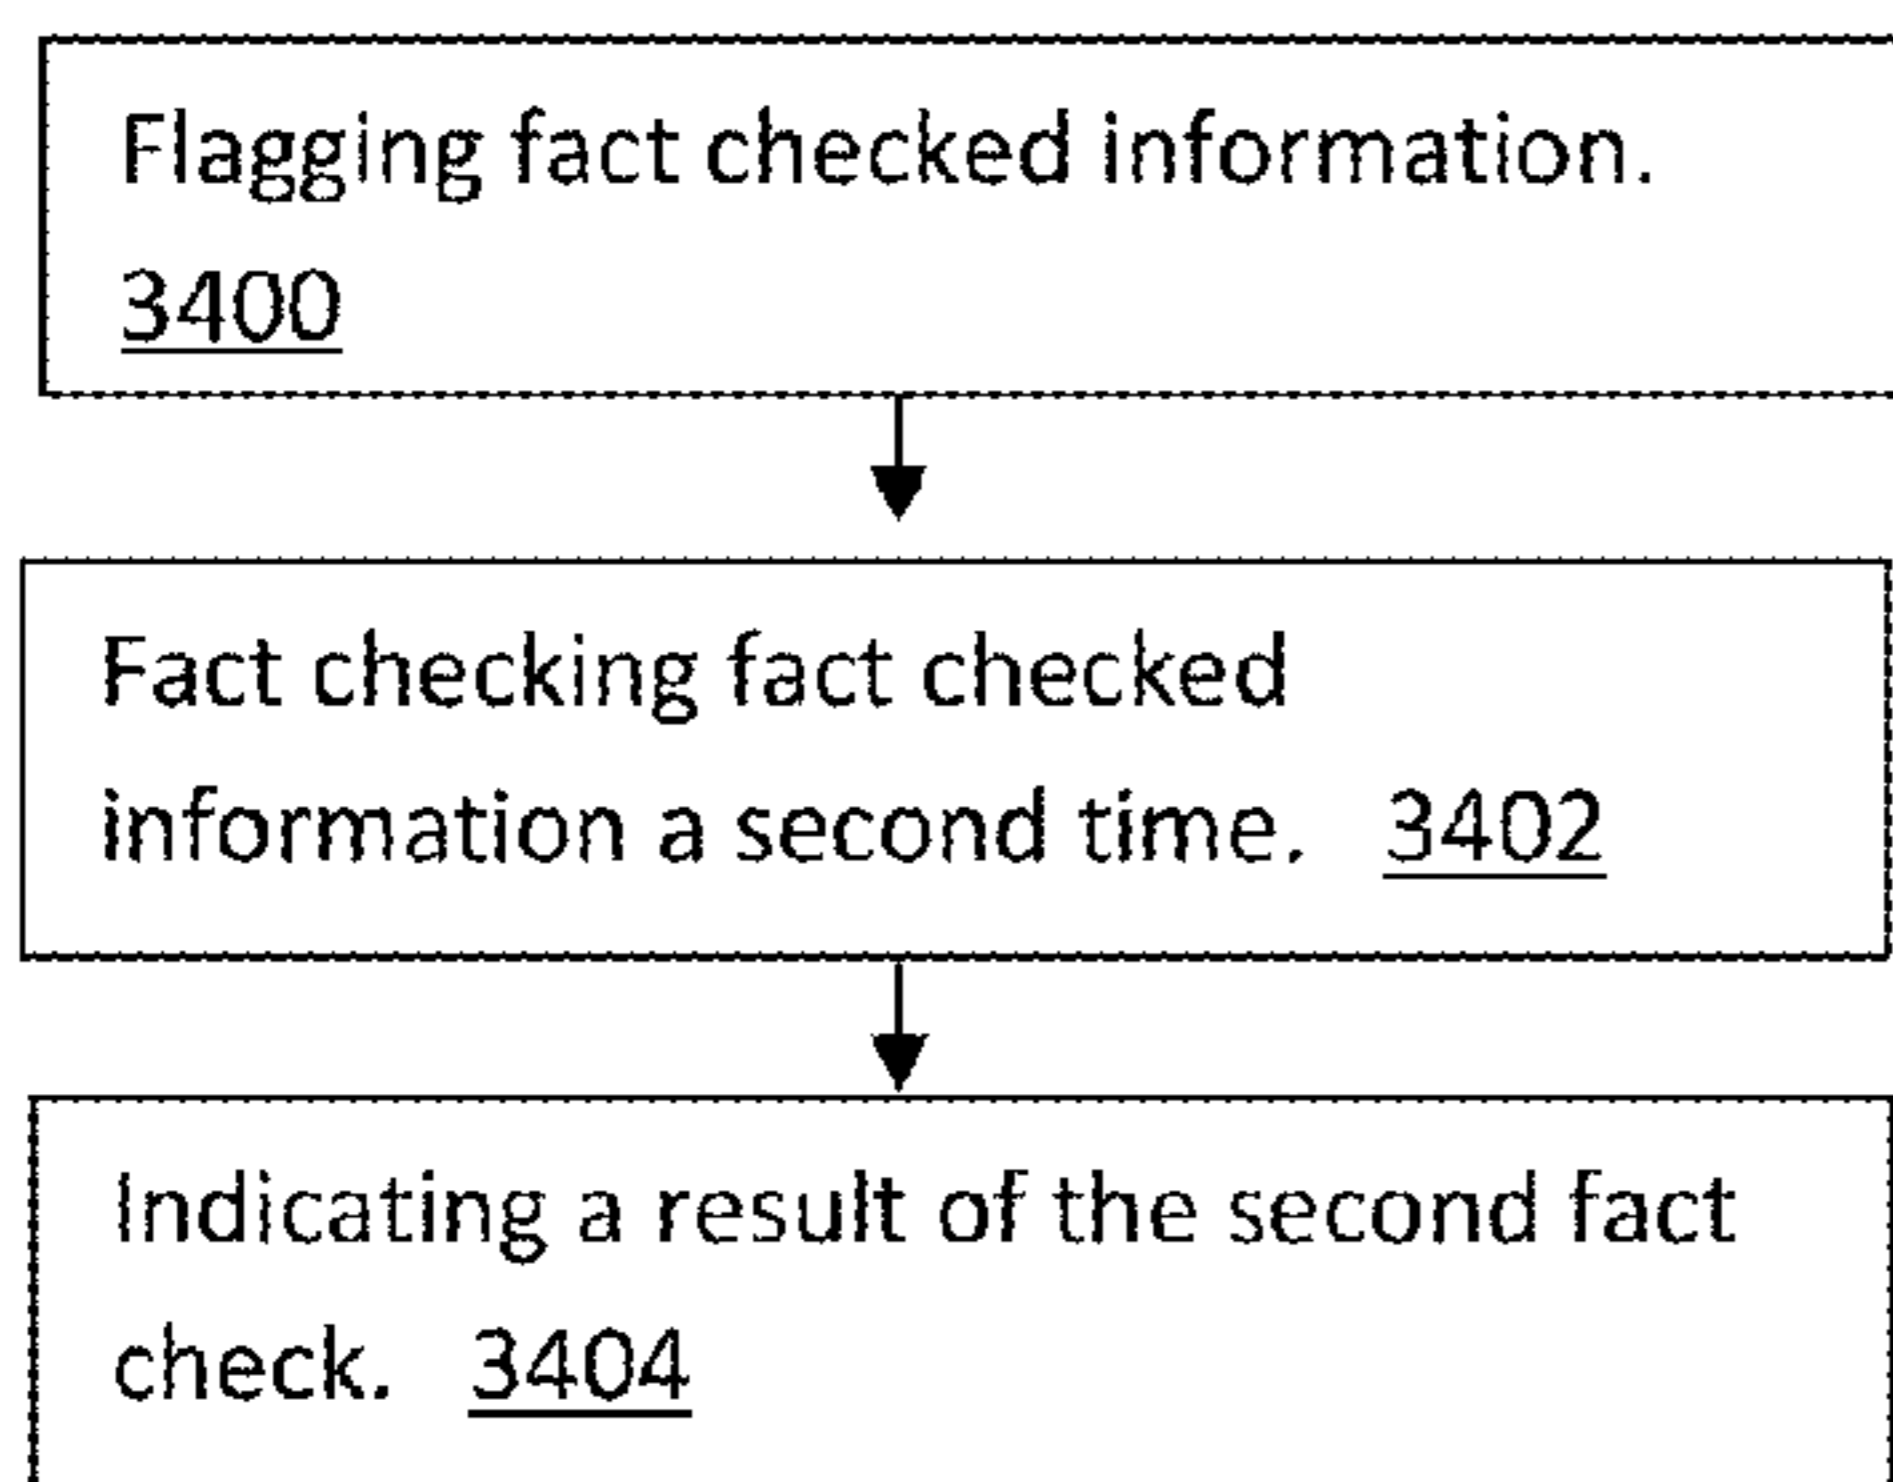 Flagging fact checked information.
3400
Fact checking fact checked
information a second time. 3402
Indicating a result of the second fact
check. 3404